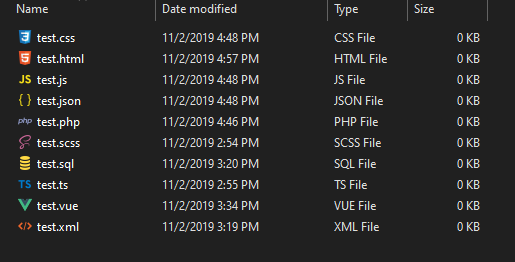 Name Date modified Type Size
test.css 11/2/2019 4:48 PM CSS File 0 KB
test.html 11/2/2019 4:57 PM HTML File 0 KB
JS test.js 11/2/2019 4:48 PM JS File 0 KB
{ } test.json 11/2/2019 4:48 PM JSON File 0 KB
php test.php 11/2/2019 4:46 PM PHP File 0 KB
test.scss 11/2/2019 2:54 PM SCSS File 0 KB
test.sql 11/2/2019 3:20 PM SQL File 0 KB
TS test.ts 11/2/2019 2:55 PM TS File 0 KB
test.vue 11/2/2019 3:34 PM VUE File 0 KB
</> test.xml 11/2/2019 3:19 PM XML File 0 KB